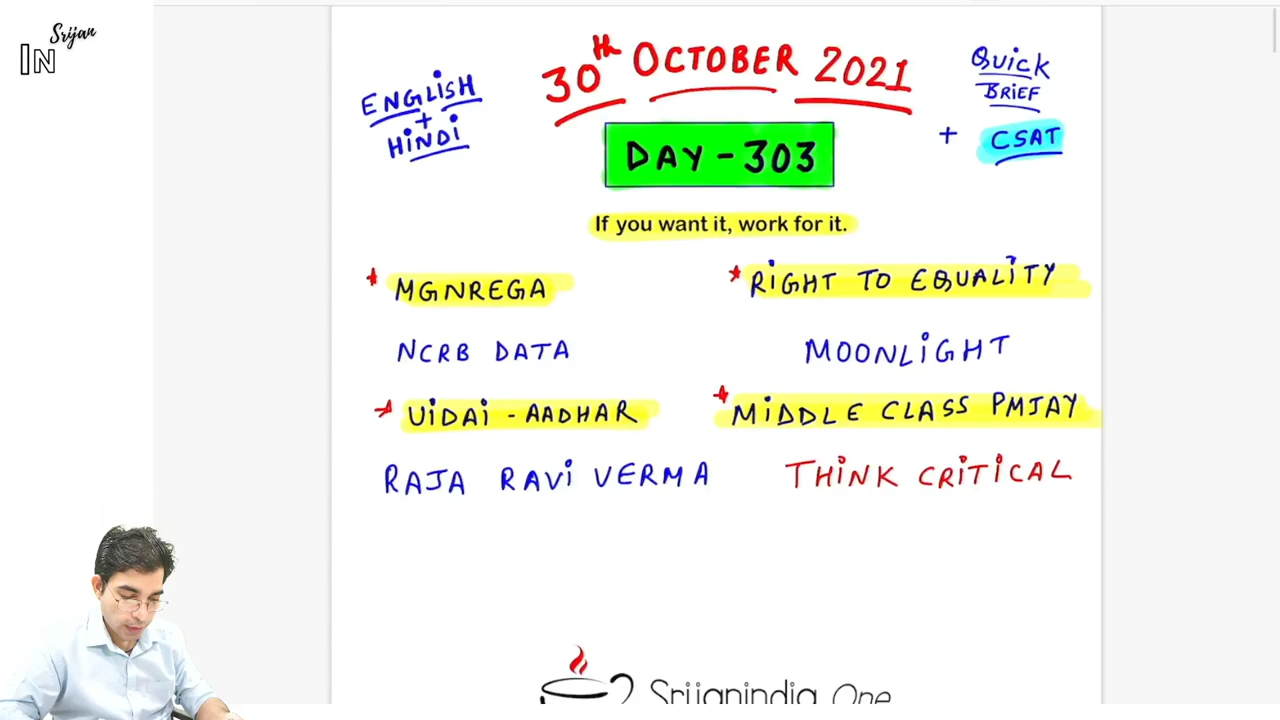 Srijan
IN
30th OCTOBER 2021
ENGLiSH
+
HiNDi
QUiCK
BRiEF
+ CSAT
DAY - 303
If you want it, work for it.
MGNREGA
RiGHT TO EQUALiTY
NCRB DATA
MOONLiGHT
UiDAi - AADHAR
MiDDLE CLASS PMJAY
RAJA RAVi VERMA
THiNK CRiTiCAL
Srijanindia One